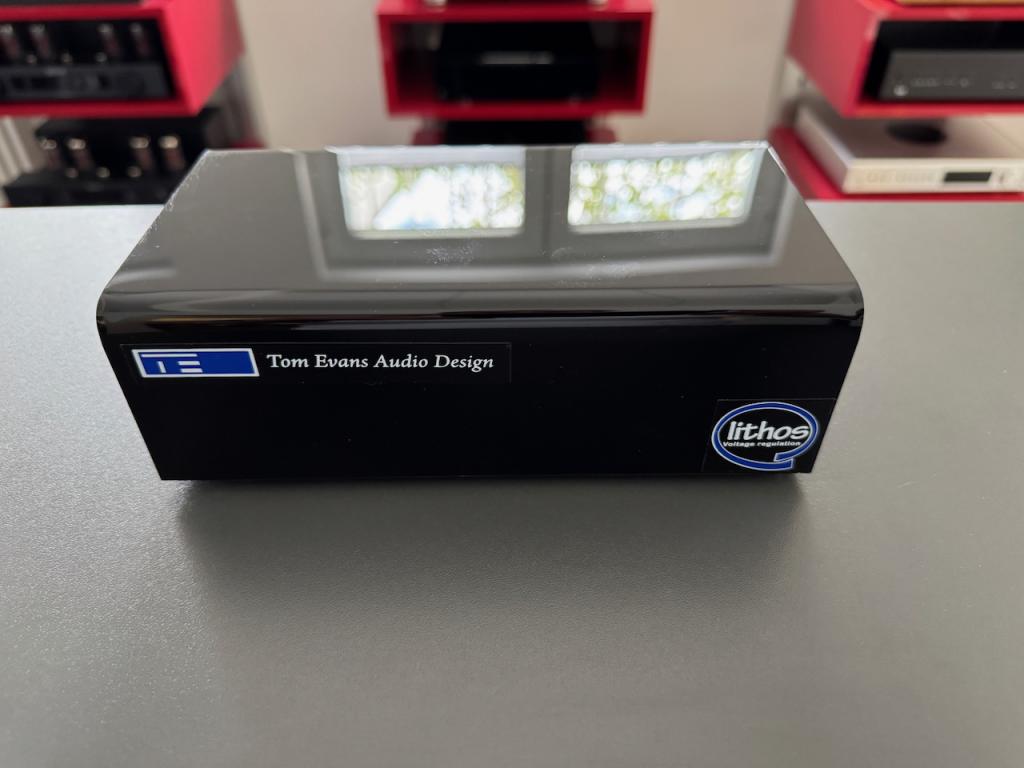 TE
Tom Evans Audio Design
lithos
Voltage regulation